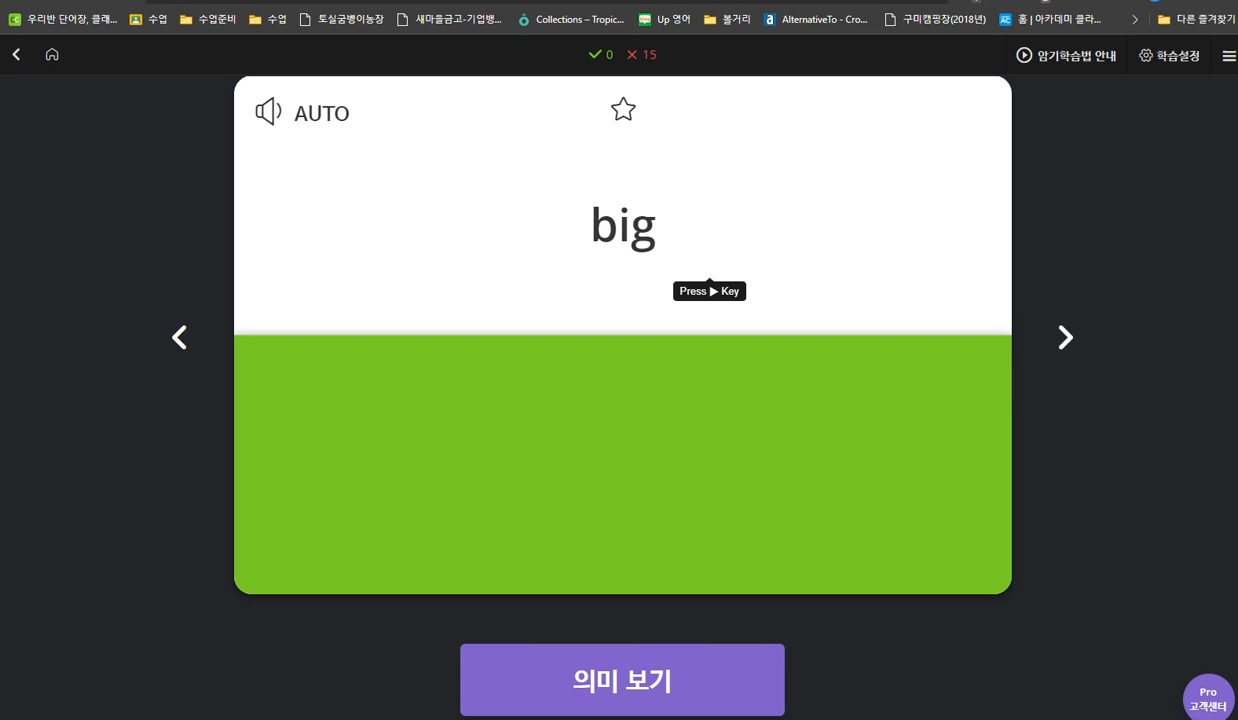 우리반 단어장, 클래... 수업 수업준비 수업 토실굼벵이농장 새마을금고-기업뱅... Collections – Tropic... Up 영어 볼거리 AlternativeTo - Cro... 구미캠핑장(2018년) 홈 | 아카데미 클라... 다른 즐겨찾기
0 15 암기학습법 안내 학습설정
AUTO
big
Press ▶ Key
의미 보기
Pro
고객센터